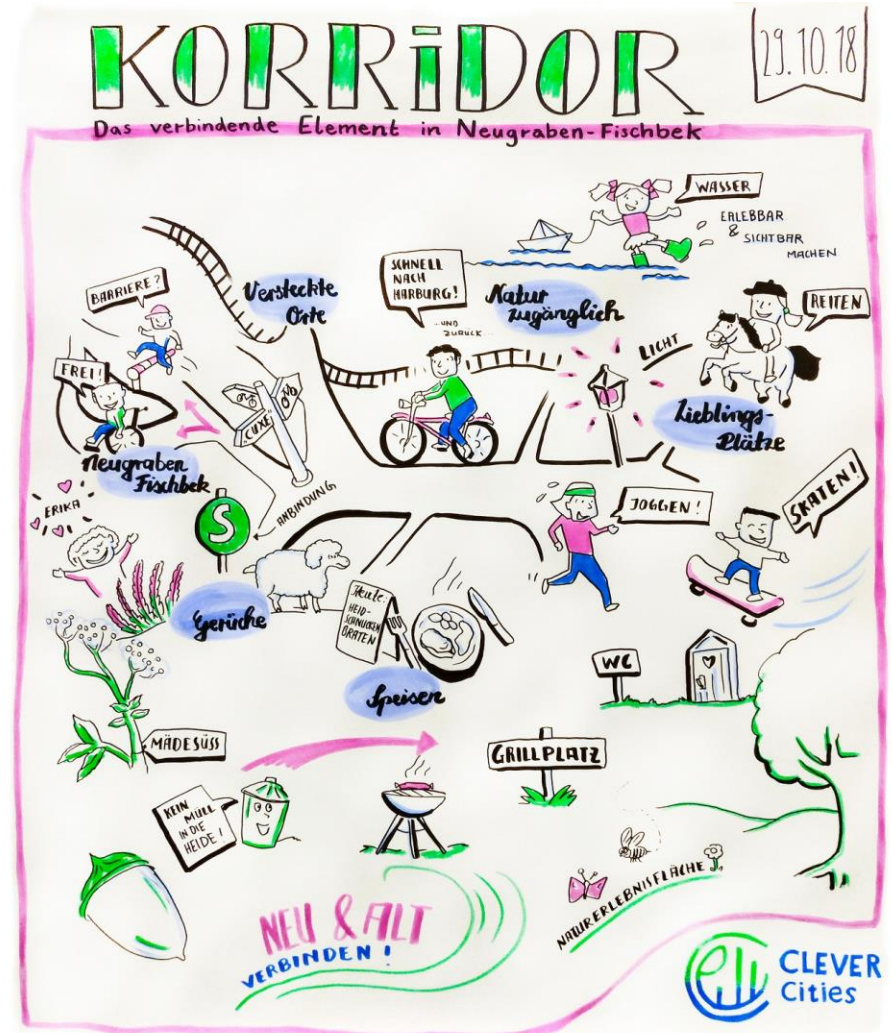 KORRiDOR
29.10.18
Das verbindende Element in Neugraben-Fischbek
WASSER
ERLEBBAR
& SICHTBAR
MACHEN
BARRIERE?
Versteckte
Orte
SCHNELL
NACH
HARBURG!
...UND
ZURÜCK...
Natur
zugänglich
REITEN
FREI!
LICHT
CUXE
Lieblings-
Plätze
Neugraben
Fischbek
ERIKA
S
ANBINDUNG
JOGGEN!
SKATEN!
Gerüche
Heute:
HEID-
SCHNUCKEN
BRATEN
WC
Speisen
MÄDESÜSS
GRILLPLATZ
KEIN
MÜLL
IN DIE
HEIDE!
NATURERLEBNISFLÄCHE
NEU & ALT
VERBINDEN!
CLEVER
Cities